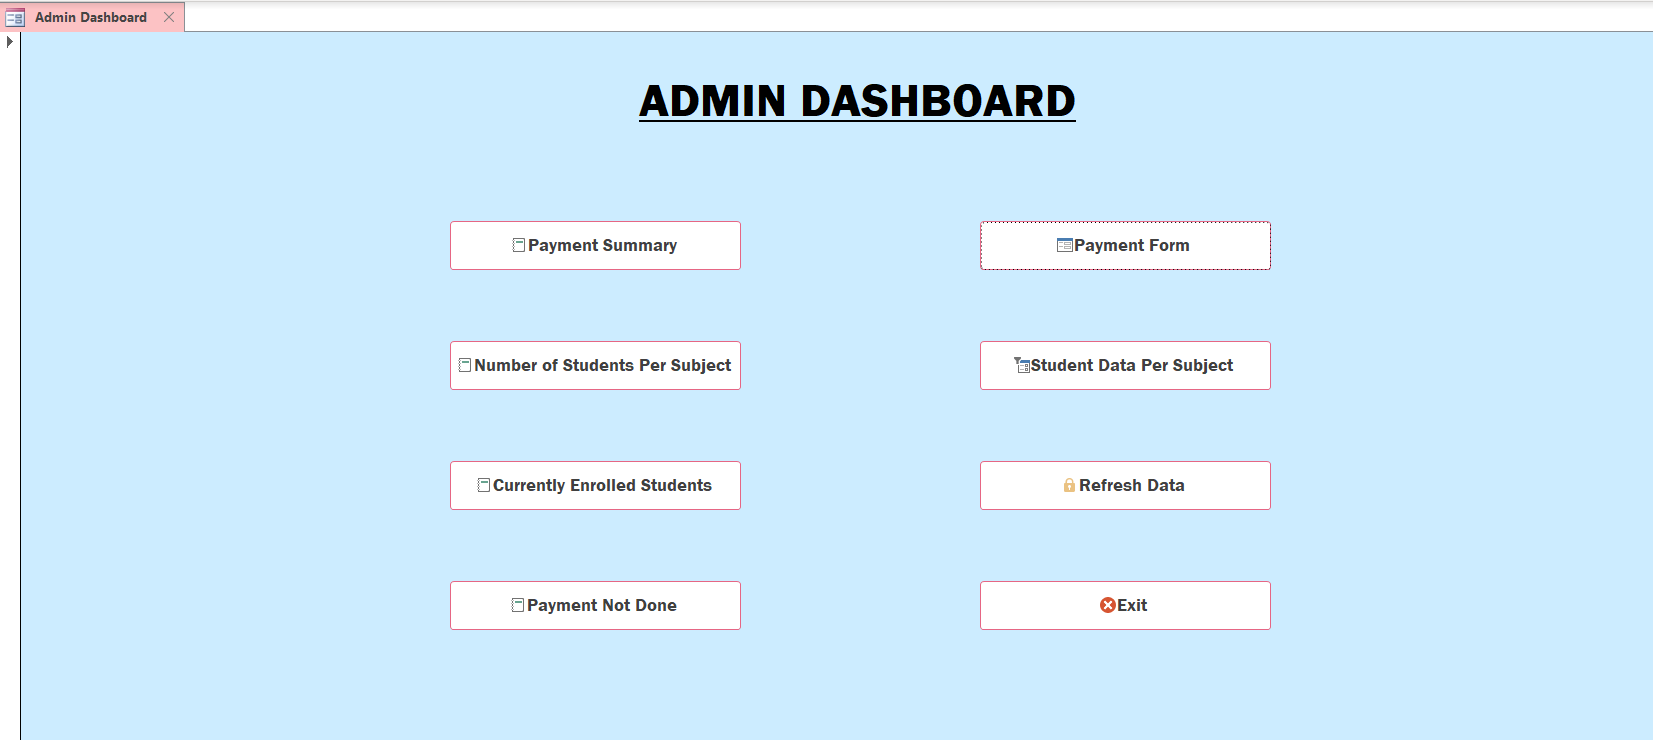 Admin Dashboard
ADMIN DASHBOARD
Payment Summary
Payment Form
Number of Students Per Subject
Student Data Per Subject
Currently Enrolled Students
Refresh Data
Payment Not Done
Exit